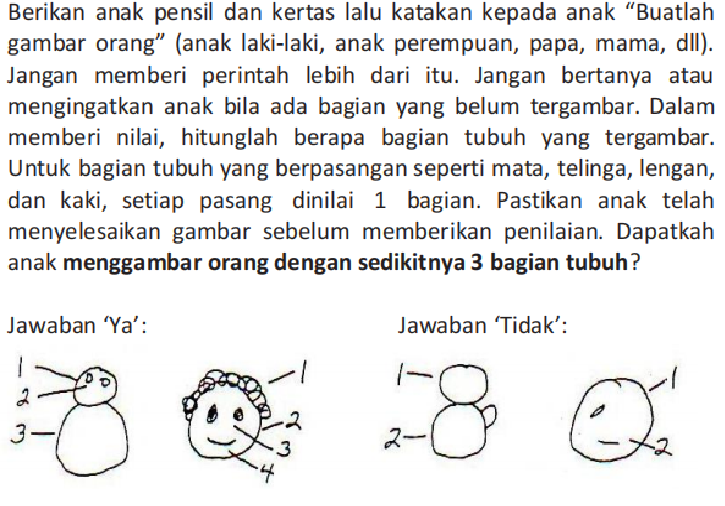 Berikan anak pensil dan kertas lalu katakan kepada anak “Buatlah
gambar orang” (anak laki-laki, anak perempuan, papa, mama, dll).
Jangan memberi perintah lebih dari itu. Jangan bertanya atau
mengingatkan anak bila ada bagian yang belum tergambar. Dalam
memberi nilai, hitunglah berapa bagian tubuh yang tergambar.
Untuk bagian tubuh yang berpasangan seperti mata, telinga, lengan,
dan kaki, setiap pasang dinilai 1 bagian. Pastikan anak telah
menyelesaikan gambar sebelum memberikan penilaian. Dapatkah
anak menggambar orang dengan sedikitnya 3 bagian tubuh?
Jawaban ‘Ya’:
Jawaban ‘Tidak’:
1
2
3
1
2
3
4
1
2
1
2